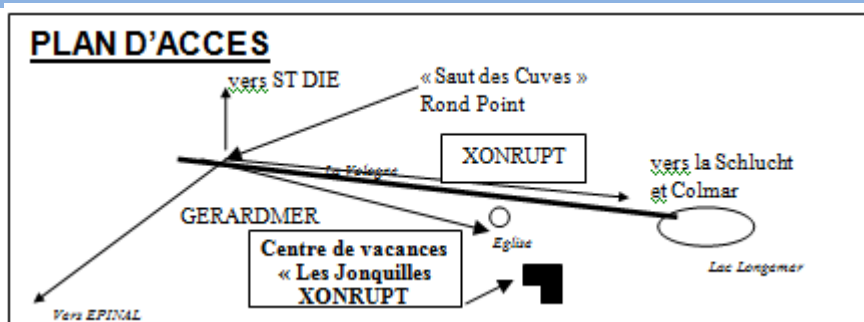 PLAN D'ACCES
vers ST DIE
« Saut des Cuves »
Rond Point
XONRUPT
La Vologne
vers la Schlucht
et Colmar
GERARDMER
Eglise
Centre de vacances
« Les Jonquilles
XONRUPT
Lac Longemer
Vers EPINAL